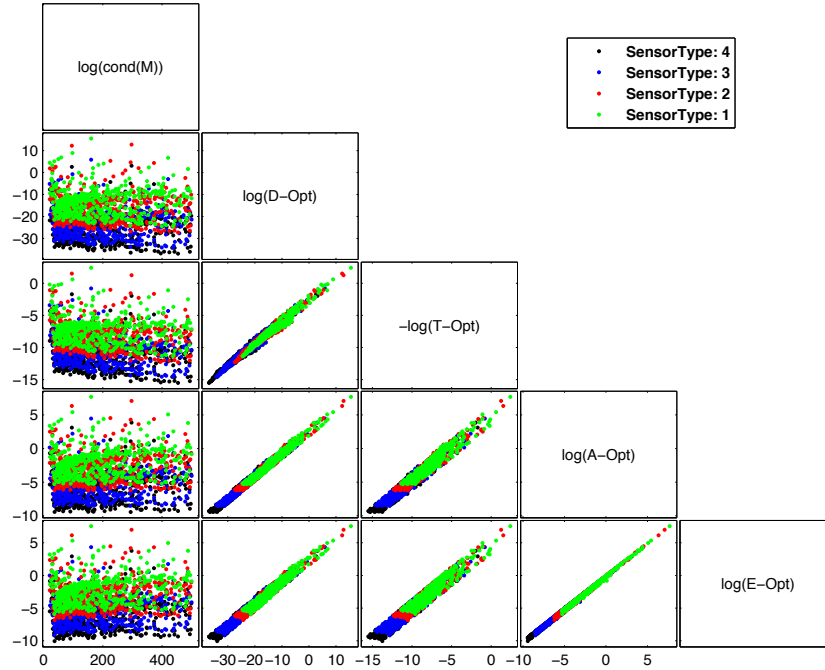 log(cond(M))
SensorType: 4
SensorType: 3
SensorType: 2
SensorType: 1
10
0
−10
−20
−30
log(D−Opt)
0
−5
−10
−15
−log(T−Opt)
5
0
−5
−10
log(A−Opt)
5
0
−5
−10
log(E−Opt)
0 200 400
−30 −20 −10 0 10
−15 −10 −5 0
−10 −5 0 5